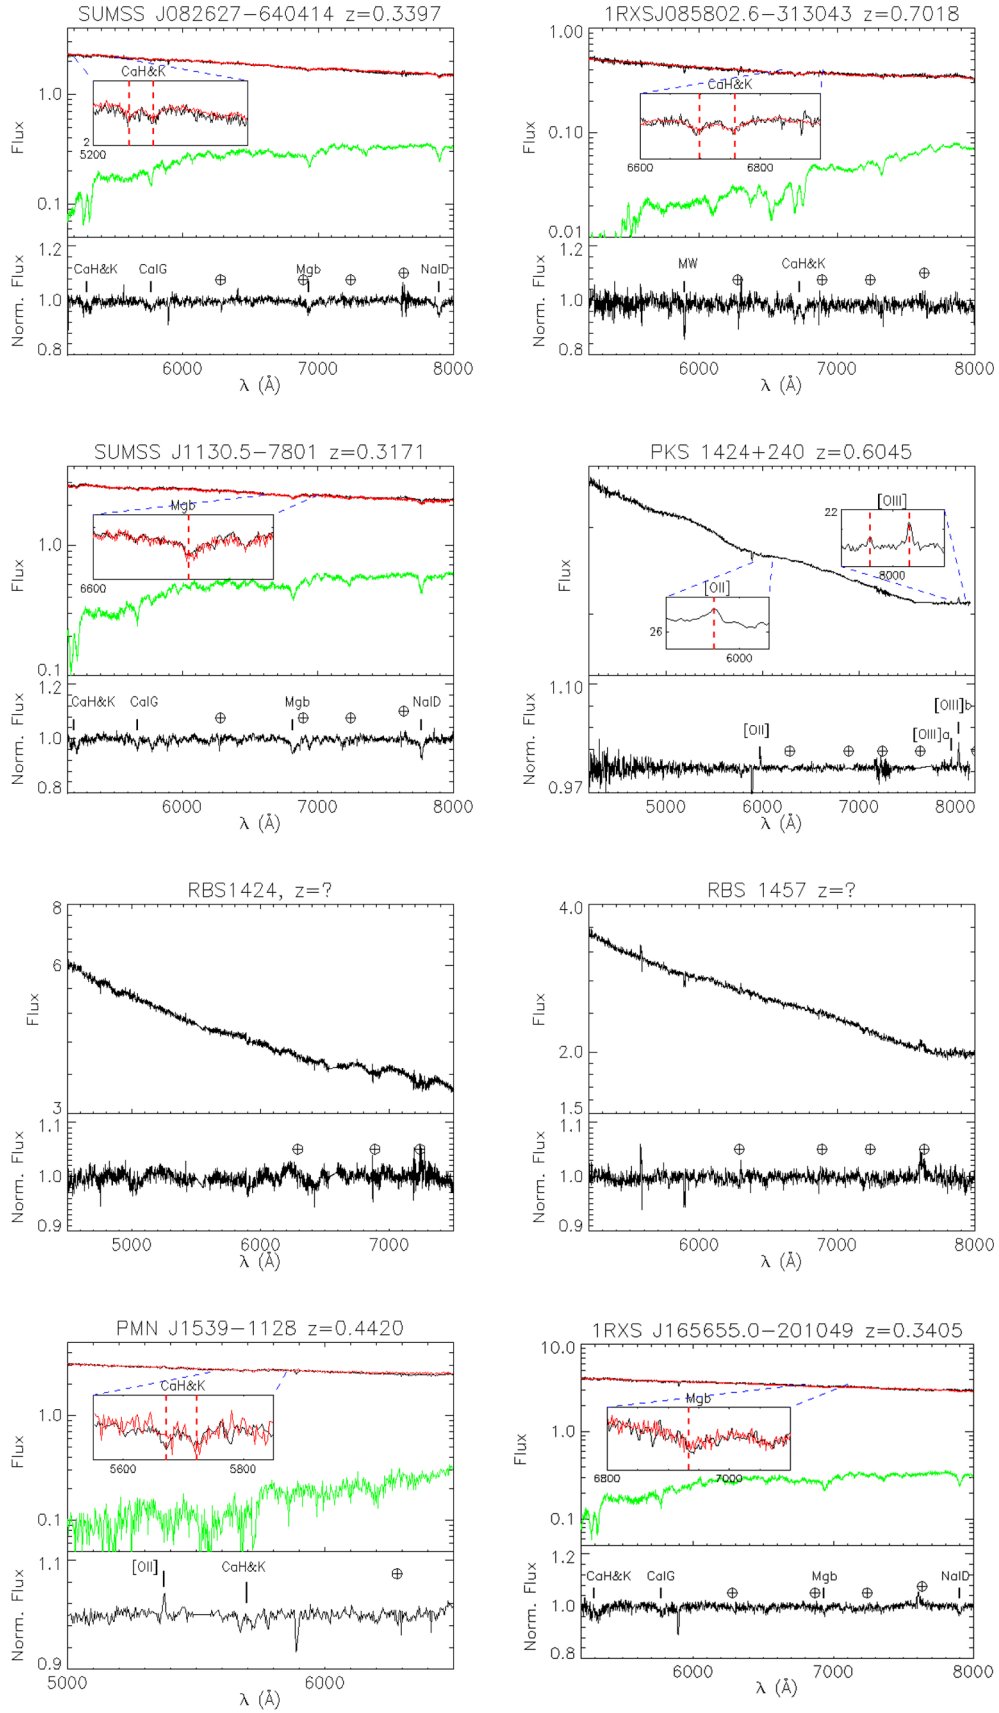 SUMSS J082627−640414 z=0.3397
Flux
1.0
0.1
CaH&K
2
5200
Norm. Flux
1.2
1.0
0.8
CaH&K CaIG ⊕ ⊕ Mgb ⊕ ⊕ NaID
6000 7000 8000
λ (Å)
1RXSJ085802.6−313043 z=0.7018
Flux
1.00
0.10
0.01
CaH&K
6600 6800
Norm. Flux
1.2
1.0
0.8
MW ⊕ CaH&K ⊕ ⊕ ⊕
6000 7000 8000
λ (Å)
SUMSS J1130.5−7801 z=0.3171
Flux
1.0
0.1
Mgb
6600
Norm. Flux
1.2
1.0
0.8
CaH&K CaIG ⊕ Mgb ⊕ ⊕ ⊕ NaID
6000 7000 8000
λ (Å)
PKS 1424+240 z=0.6045
Flux
[OIII]
22
8000
[OII]
26
6000
Norm. Flux
1.10
0.97
[OII] ⊕ ⊕ ⊕ ⊕ [OIII]a [OIII]b ⊕
5000 6000 7000 8000
λ (Å)
RBS1424, z=?
Flux
8
6
3
Norm. Flux
1.1
1.0
0.9
⊕ ⊕ ⊕
5000 6000 7000
λ (Å)
RBS 1457 z=?
Flux
4.0
2.0
1.5
Norm. Flux
1.1
1.0
0.9
⊕ ⊕ ⊕ ⊕
6000 7000 8000
λ (Å)
PMN J1539−1128 z=0.4420
Flux
1.0
0.1
CaH&K
5600 5800
Norm. Flux
1.1
0.9
[OII] CaH&K ⊕
5000 6000
λ (Å)
1RXS J165655.0−201049 z=0.3405
Flux
10.0
1.0
0.1
Mgb
6800 7000
Norm. Flux
1.2
1.0
0.8
CaH&K CaIG ⊕ ⊕ Mgb ⊕ ⊕ NaID
6000 7000 8000
λ (Å)